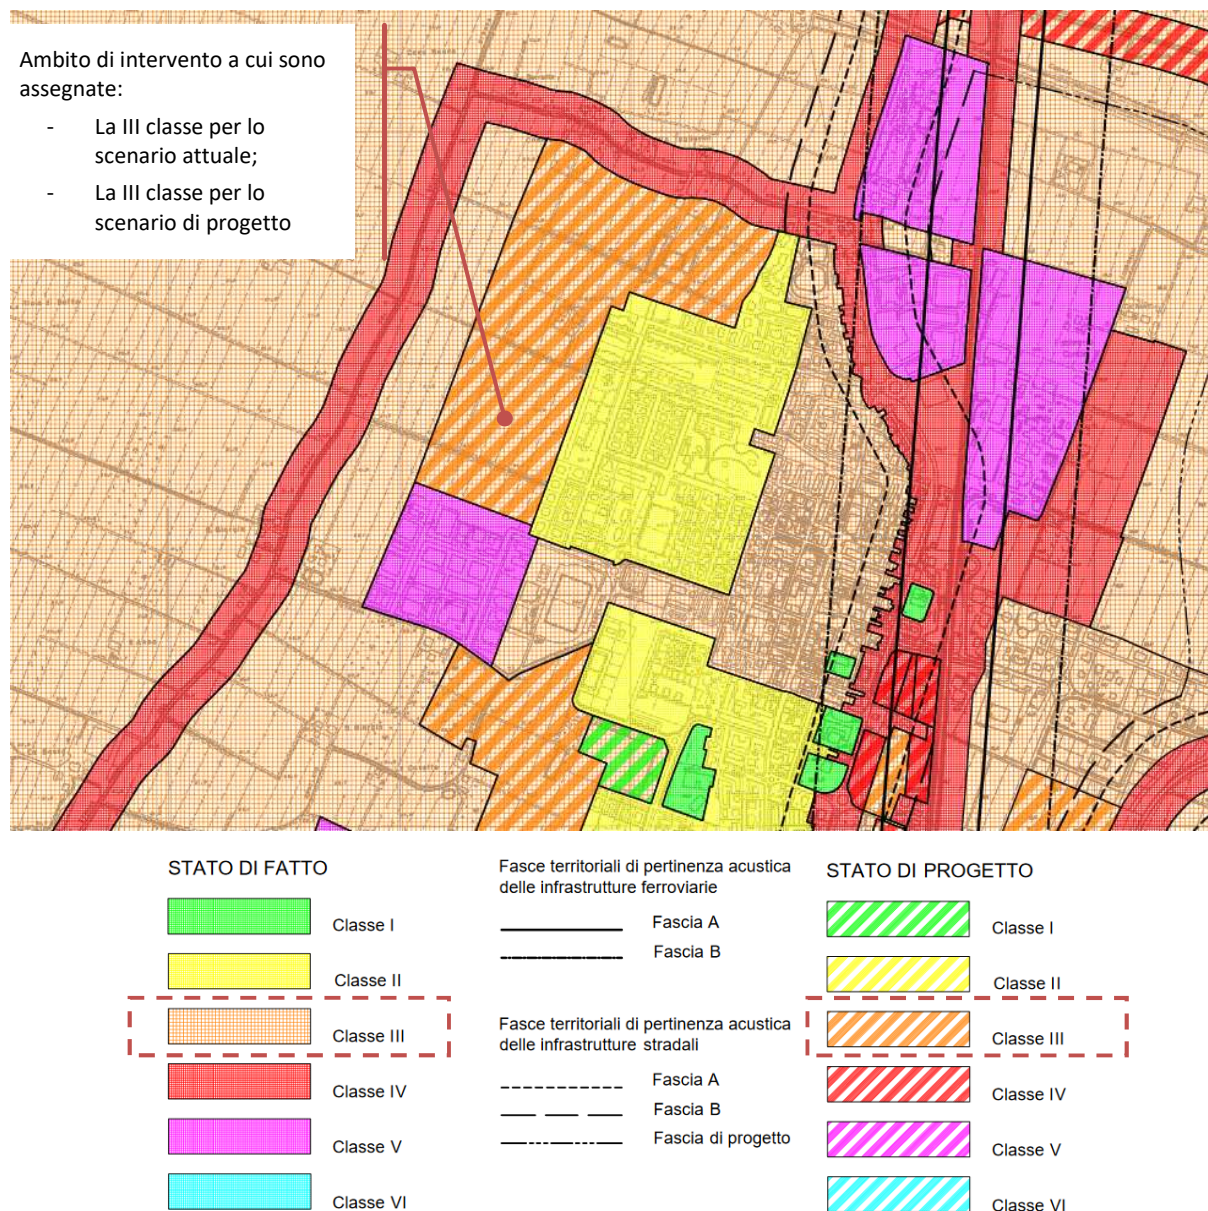 Ambito di intervento a cui sono
assegnate:
- La III classe per lo
scenario attuale;
- La III classe per lo
scenario di progetto
STATO DI FATTO
Classe I
Classe II
Classe III
Classe IV
Classe V
Classe VI
Fasce territoriali di pertinenza acustica
delle infrastrutture ferroviarie
Fascia A
Fascia B
Fasce territoriali di pertinenza acustica
delle infrastrutture stradali
Fascia A
Fascia B
Fascia di progetto
STATO DI PROGETTO
Classe I
Classe II
Classe III
Classe IV
Classe V
Classe VI